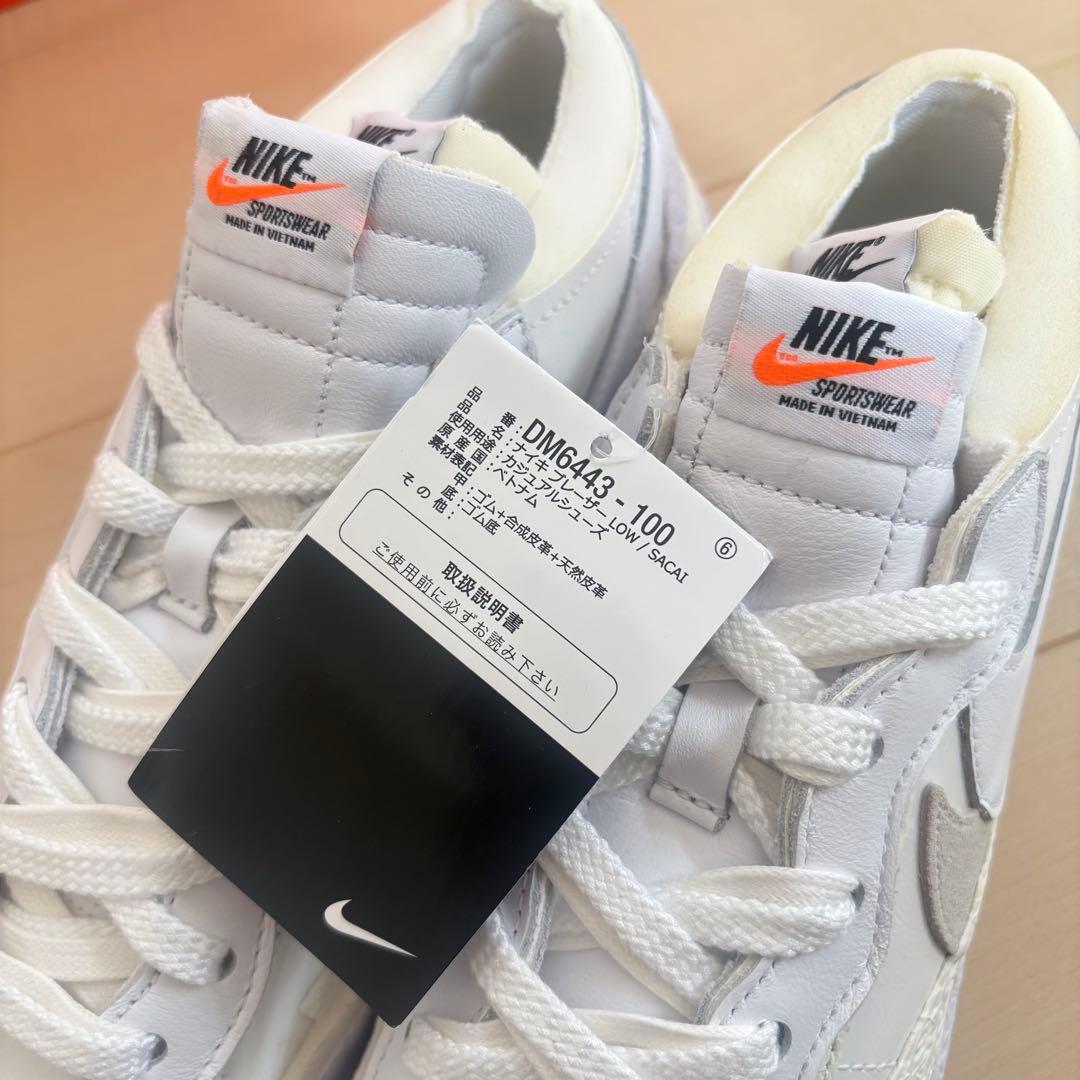 NIKE™
YOU
SPORTSWEAR
MADE IN VIETNAM
NIKE®
NIKE®
NIKE™
YOU
SPORTSWEAR
MADE IN VIETNAM
品 番：DM6443-100
品 名：ナイキ ブレーザー LOW / SACAI
使用用途：カジュアルシューズ
原産国：ベトナム
素材表記
甲：ゴム+合成皮革+天然皮革
底：ゴム底
その他：
⑥
取扱説明書
ご使用前に必ずお読み下さい